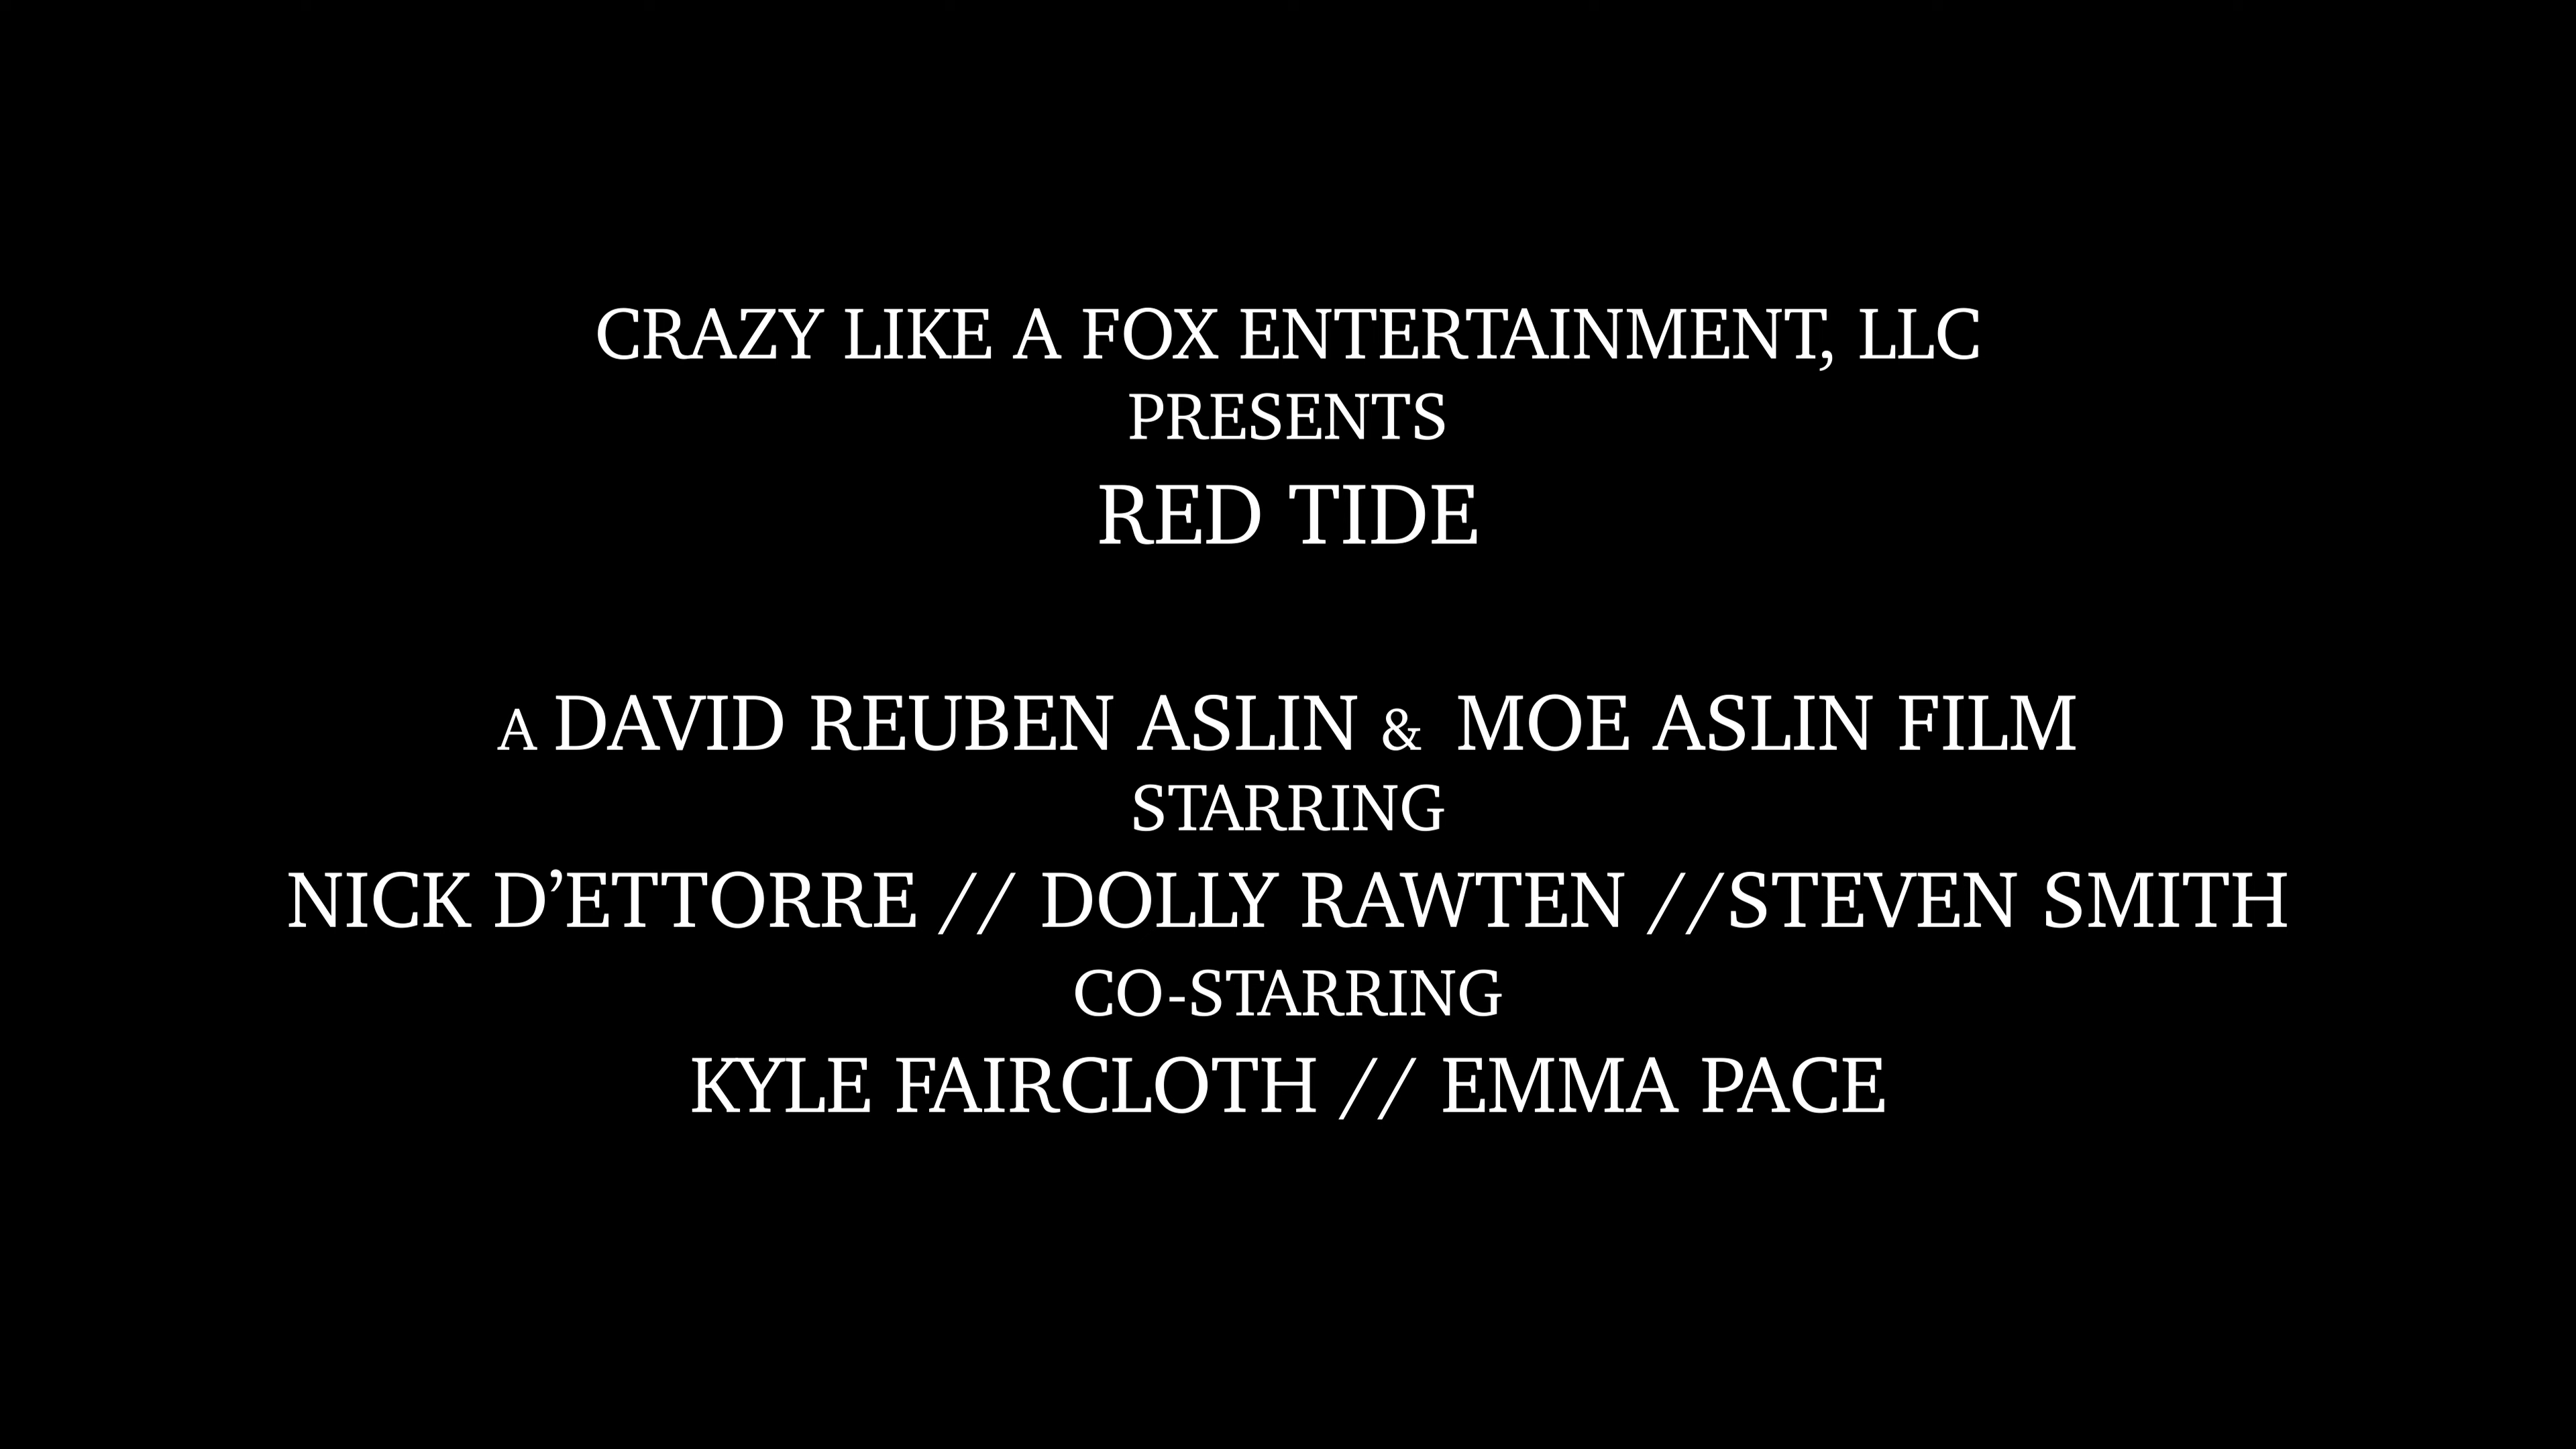 CRAZY LIKE A FOX ENTERTAINMENT, LLC
PRESENTS
RED TIDE
A DAVID REUBEN ASLIN & MOE ASLIN FILM
STARRING
NICK D’ETTORRE // DOLLY RAWTEN //STEVEN SMITH
CO-STARRING
KYLE FAIRCLOTH // EMMA PACE